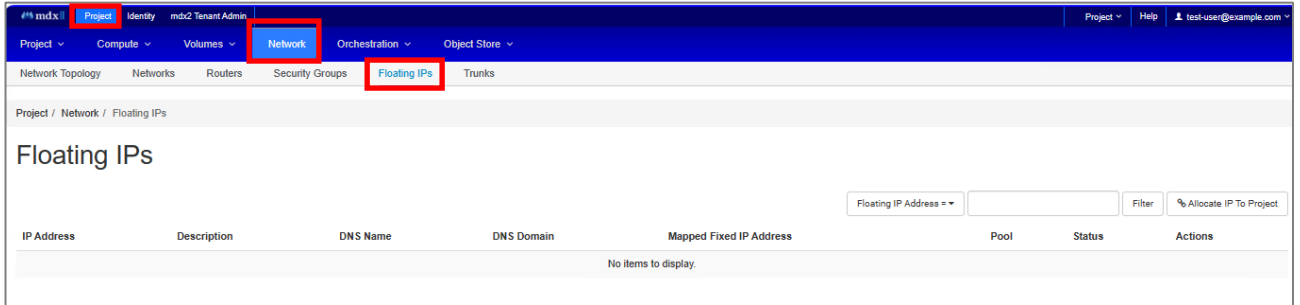 mdx II Project Identity mdx2 Tenant Admin Project Help test-user@example.com
Project Compute Volumes Network Orchestration Object Store
Network Topology Networks Routers Security Groups Floating IPs Trunks
Project / Network / Floating IPs
Floating IPs
Floating IP Address = Filter Allocate IP To Project
IP Address Description DNS Name DNS Domain Mapped Fixed IP Address Pool Status Actions
No items to display.